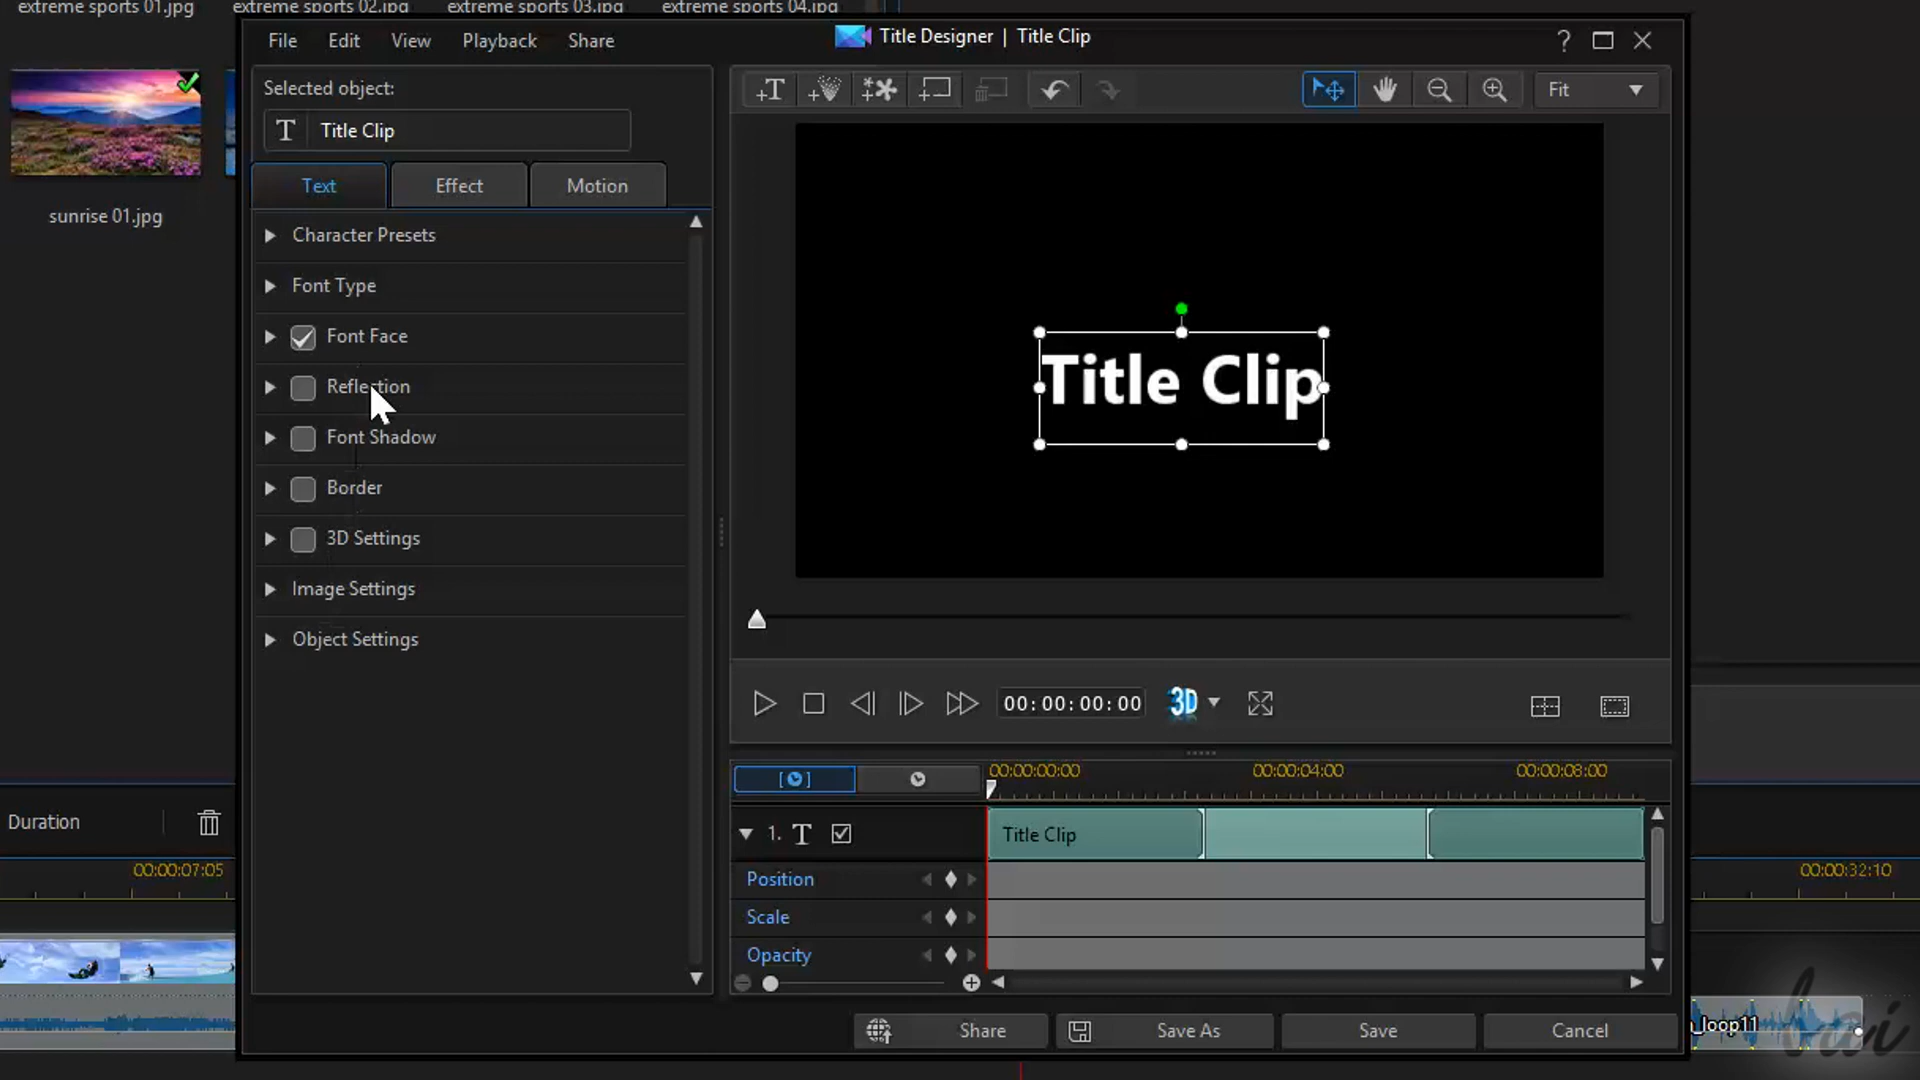 extreme sports 01.jpg
extreme sports 02.jpg
extreme sports 03.jpg
extreme sports 04.jpg
File Edit View Playback Share
Title Designer | Title Clip
?
Selected object:
T Title Clip
Text Effect Motion
Character Presets
Font Type
Font Face
Reflection
Font Shadow
Border
3D Settings
Image Settings
Object Settings
sunrise 01.jpg
T
Fit
Title Clip
00:00:00:00
3D
00:00:00:00 00:00:04:00 00:00:08:00
1. T
Title Clip
Position
Scale
Opacity
Duration
00:00:07:05
00:00:32:10
Share Save As Save Cancel
_loop11